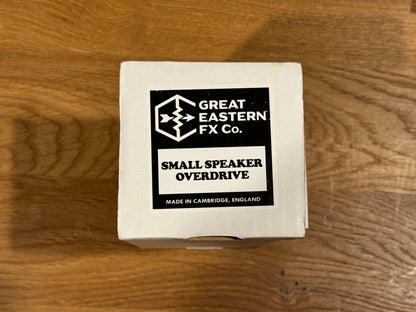 GREAT
EASTERN
FX Co.
SMALL SPEAKER
OVERDRIVE
MADE IN CAMBRIDGE, ENGLAND